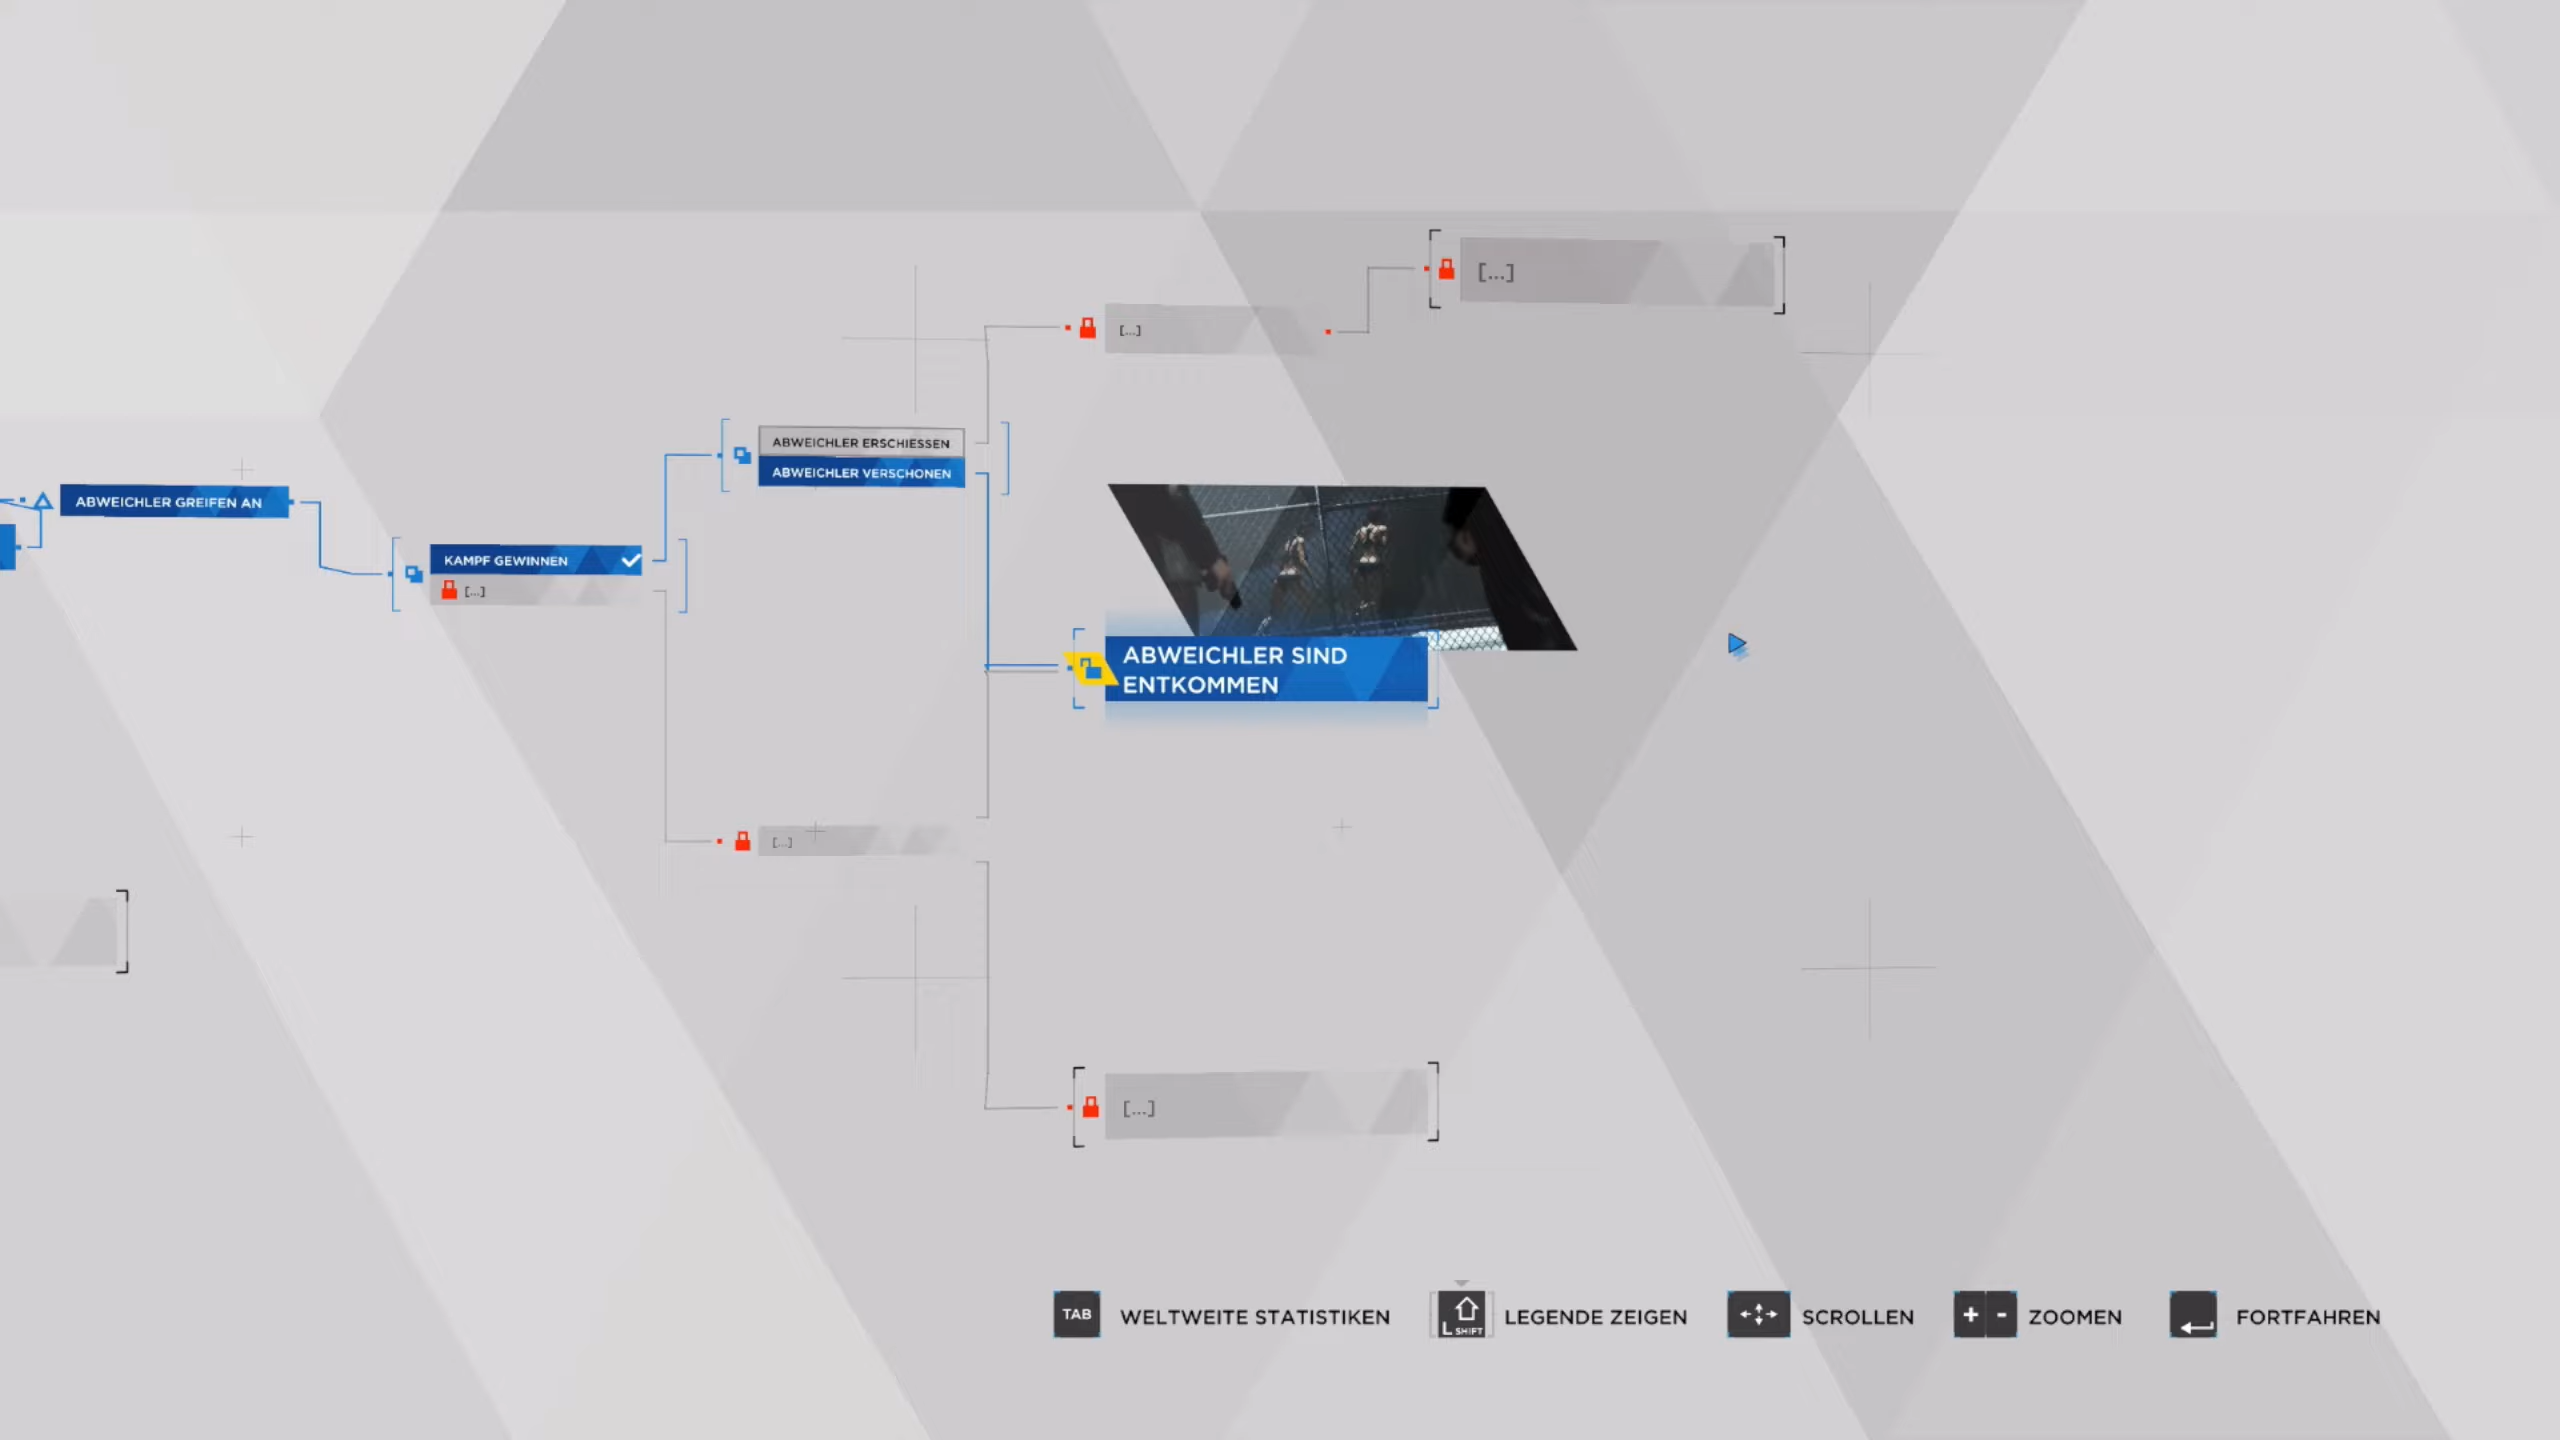 [...]
[...]
ABWEICHLER ERSCHIESSEN
ABWEICHLER VERSCHONEN
ABWEICHLER GREIFEN AN
KAMPF GEWINNEN
[...]
ABWEICHLER SIND
ENTKOMMEN
[...]
[...]
TAB WELTWEITE STATISTIKEN
L SHIFT LEGENDE ZEIGEN
SCROLLEN
+ - ZOOMEN
FORTFAHREN